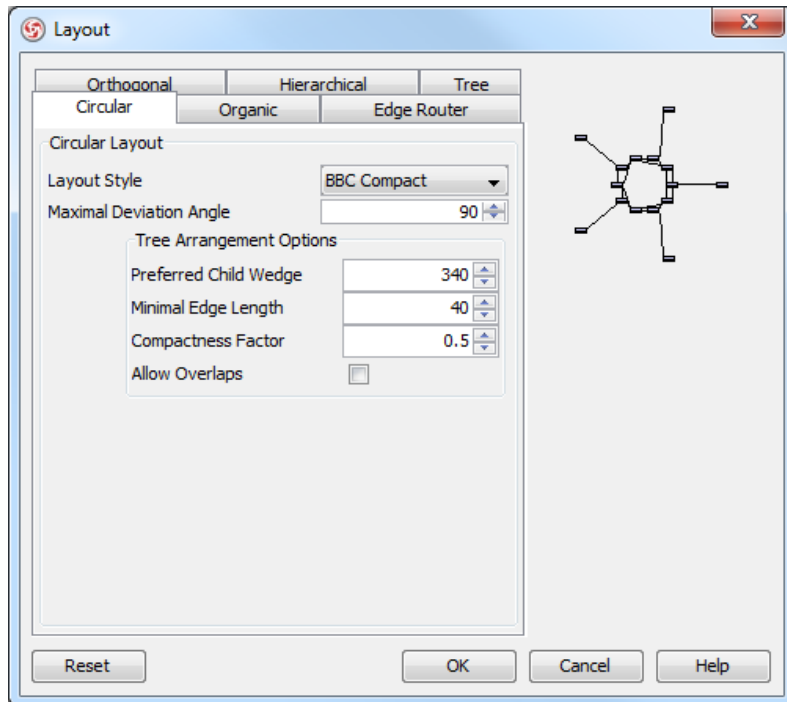 Layout
Orthogonal Hierarchical Tree
Circular Organic Edge Router
Circular Layout
Layout Style BBC Compact
Maximal Deviation Angle 90
Tree Arrangement Options
Preferred Child Wedge 340
Minimal Edge Length 40
Compactness Factor 0.5
Allow Overlaps
Reset OK Cancel Help